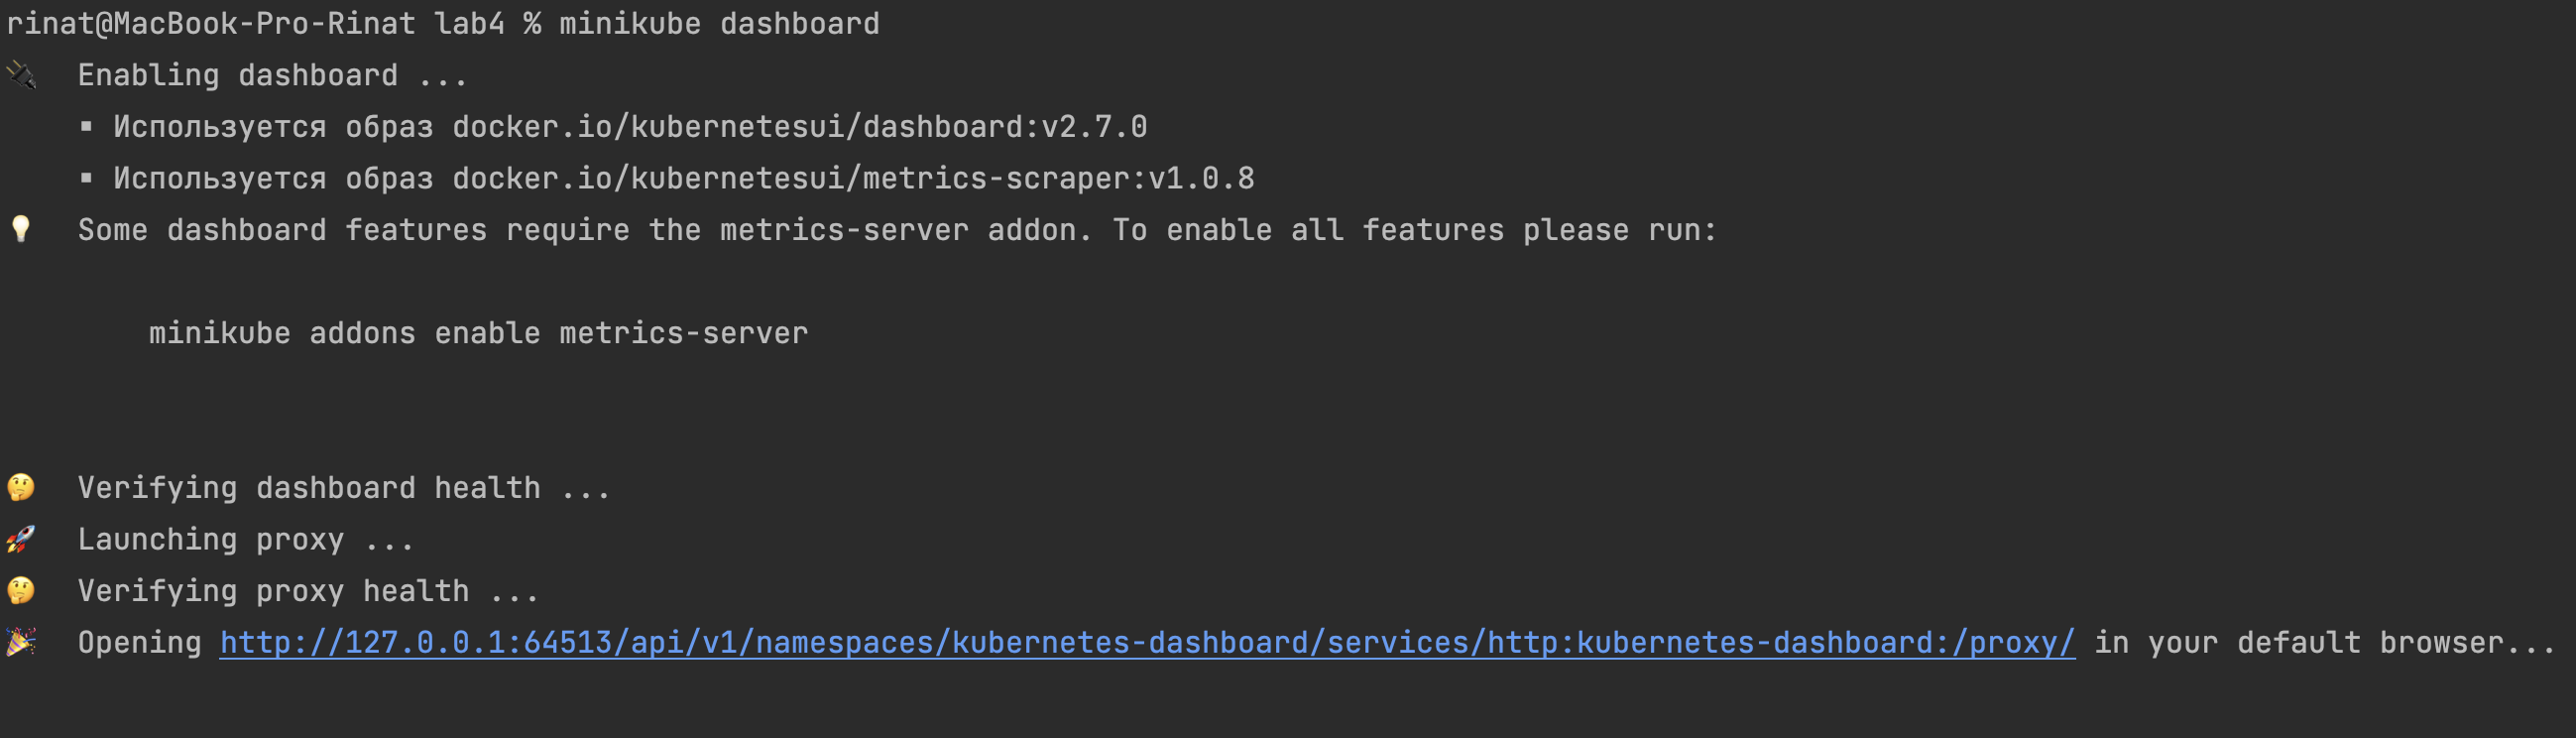 rinat@MacBook-Pro-Rinat lab4 % minikube dashboard
🔌 Enabling dashboard ...
▪ Используется образ docker.io/kubernetesui/dashboard:v2.7.0
▪ Используется образ docker.io/kubernetesui/metrics-scraper:v1.0.8
💡 Some dashboard features require the metrics-server addon. To enable all features please run:
minikube addons enable metrics-server
🤔 Verifying dashboard health ...
🚀 Launching proxy ...
🤔 Verifying proxy health ...
🎉 Opening http://127.0.0.1:64513/api/v1/namespaces/kubernetes-dashboard/services/http:kubernetes-dashboard:/proxy/ in your default browser...